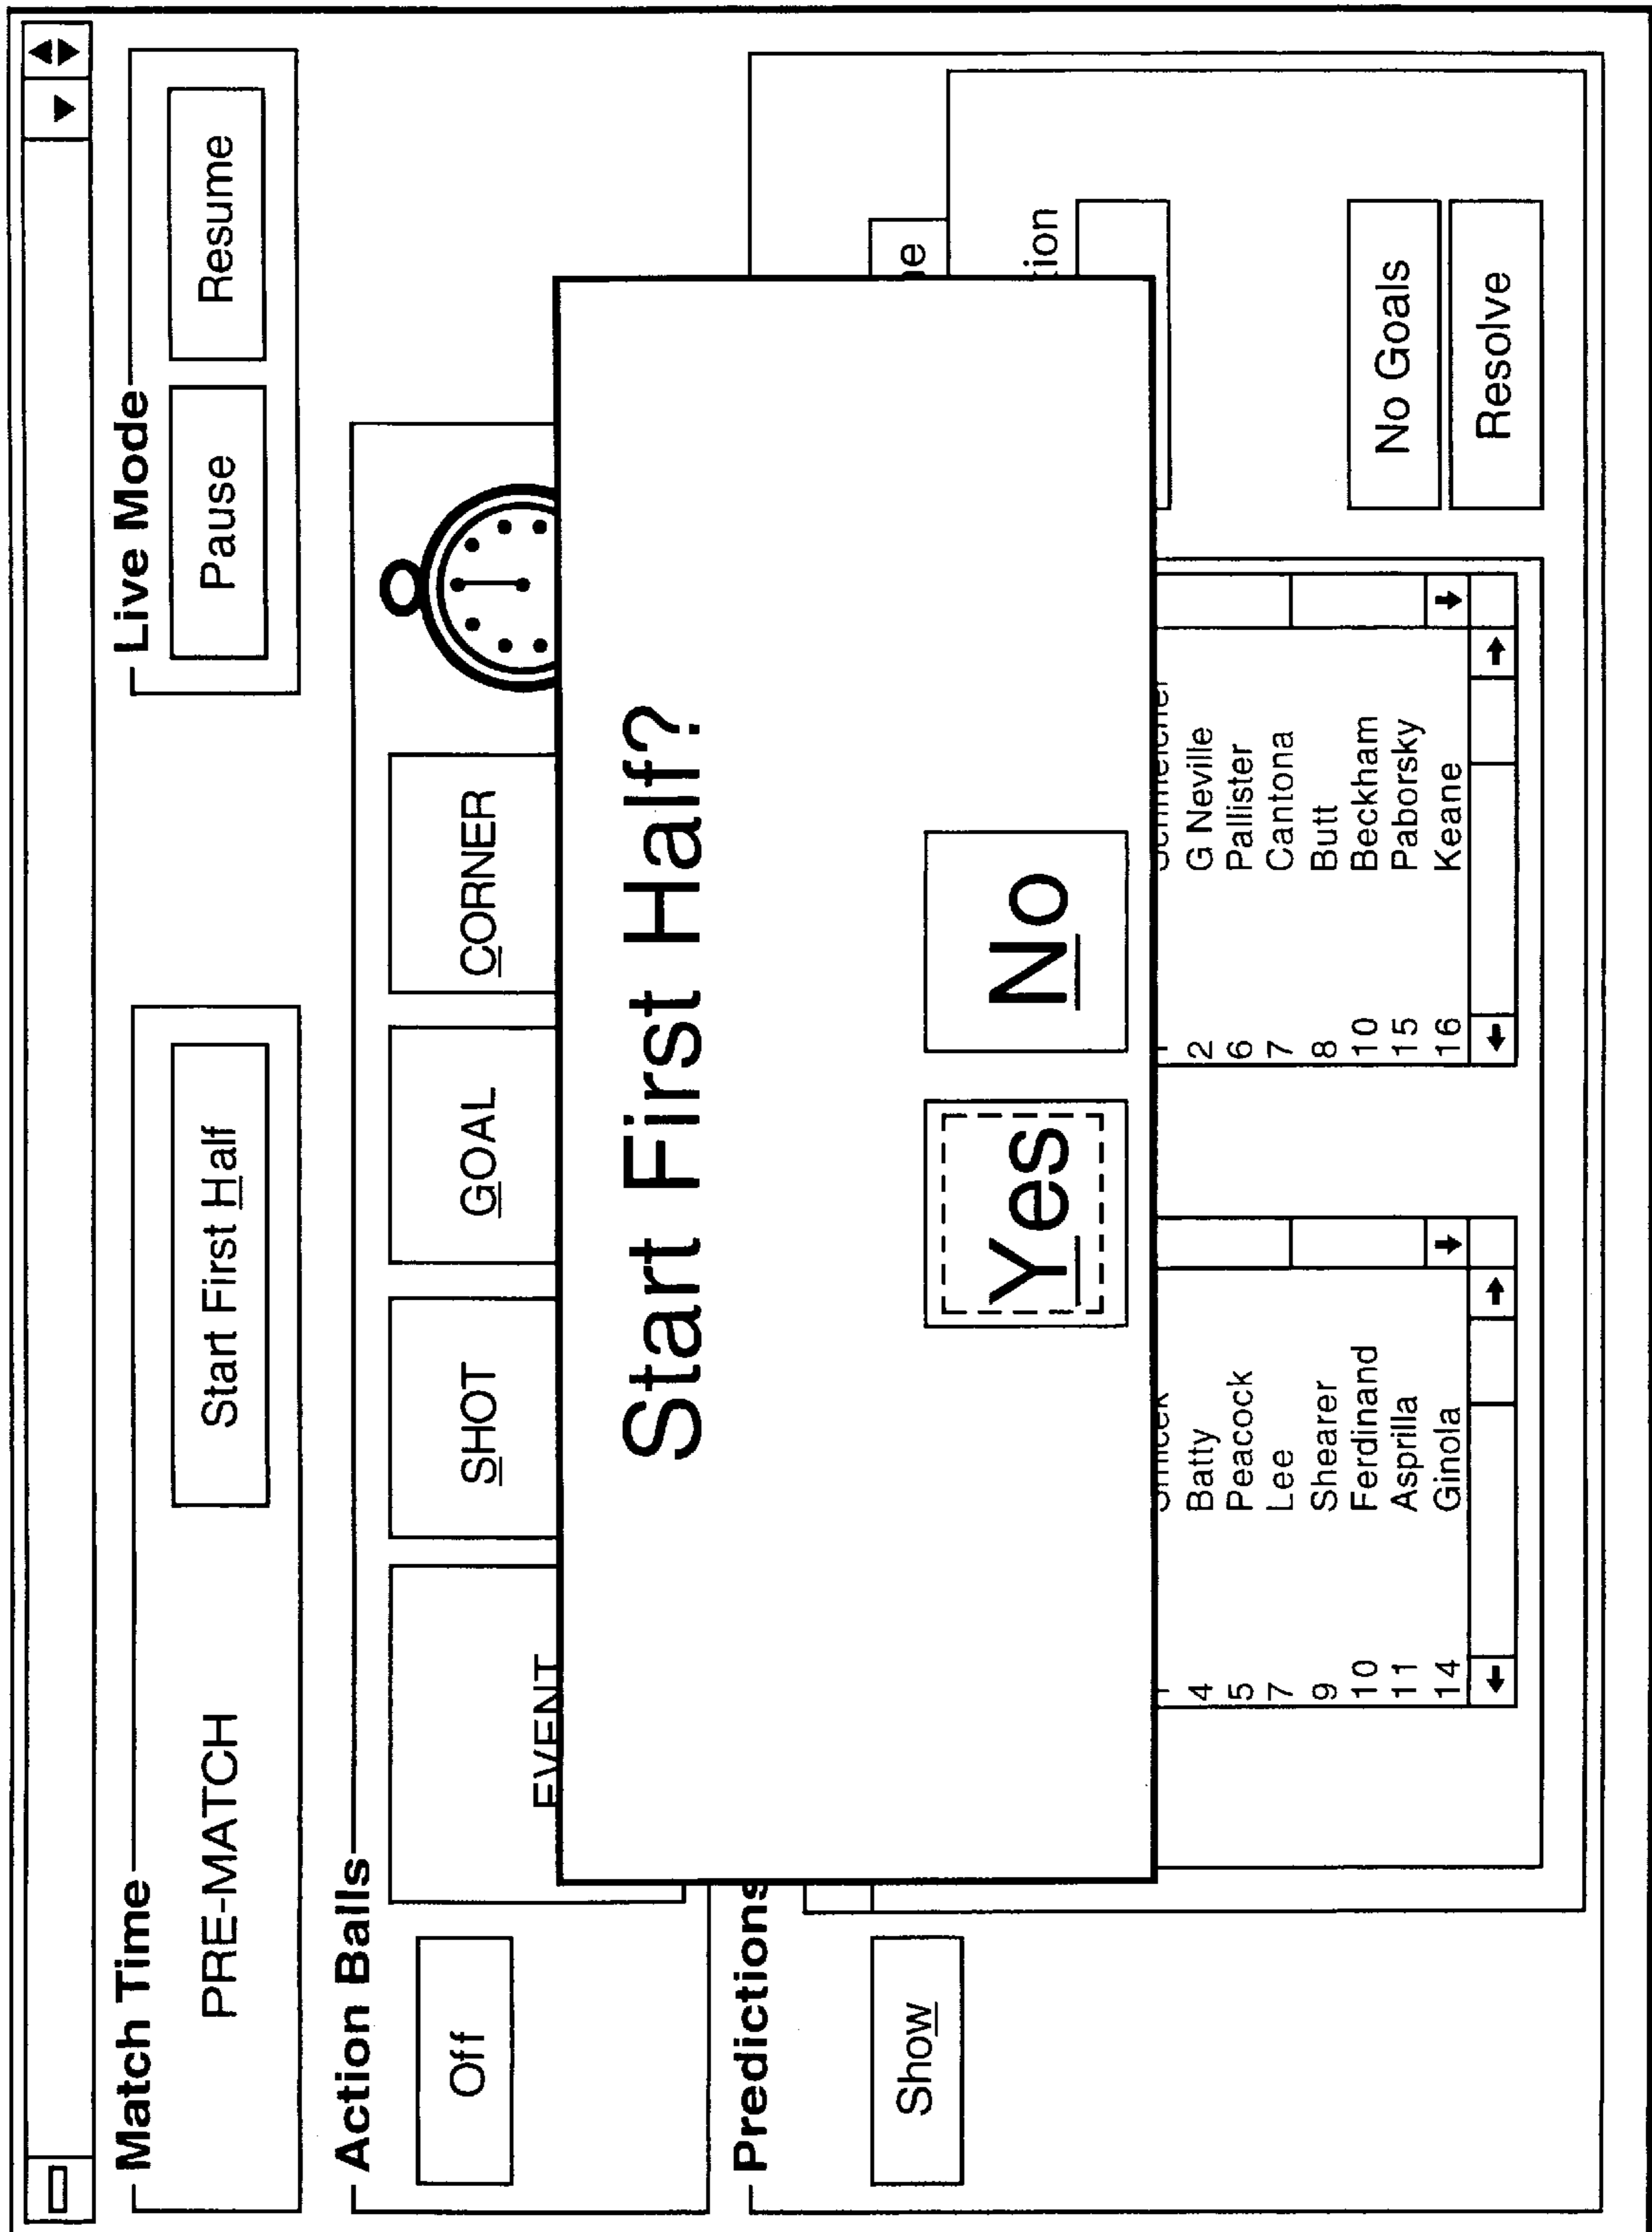 Match Time
Live Mode
PRE-MATCH
Start First Half
Pause
Resume
Action Balls
Off
EVENT
SHOT
GOAL
CORNER
Start First Half?
Yes
No
Predictions
Show
4 Batty
5 Peacock
7 Lee
9 Shearer
10 Ferdinand
11 Asprilla
14 Ginola
2 G Neville
6 Pallister
7 Cantona
8 Butt
10 Beckham
15 Paborsky
16 Keane
No Goals
Resolve